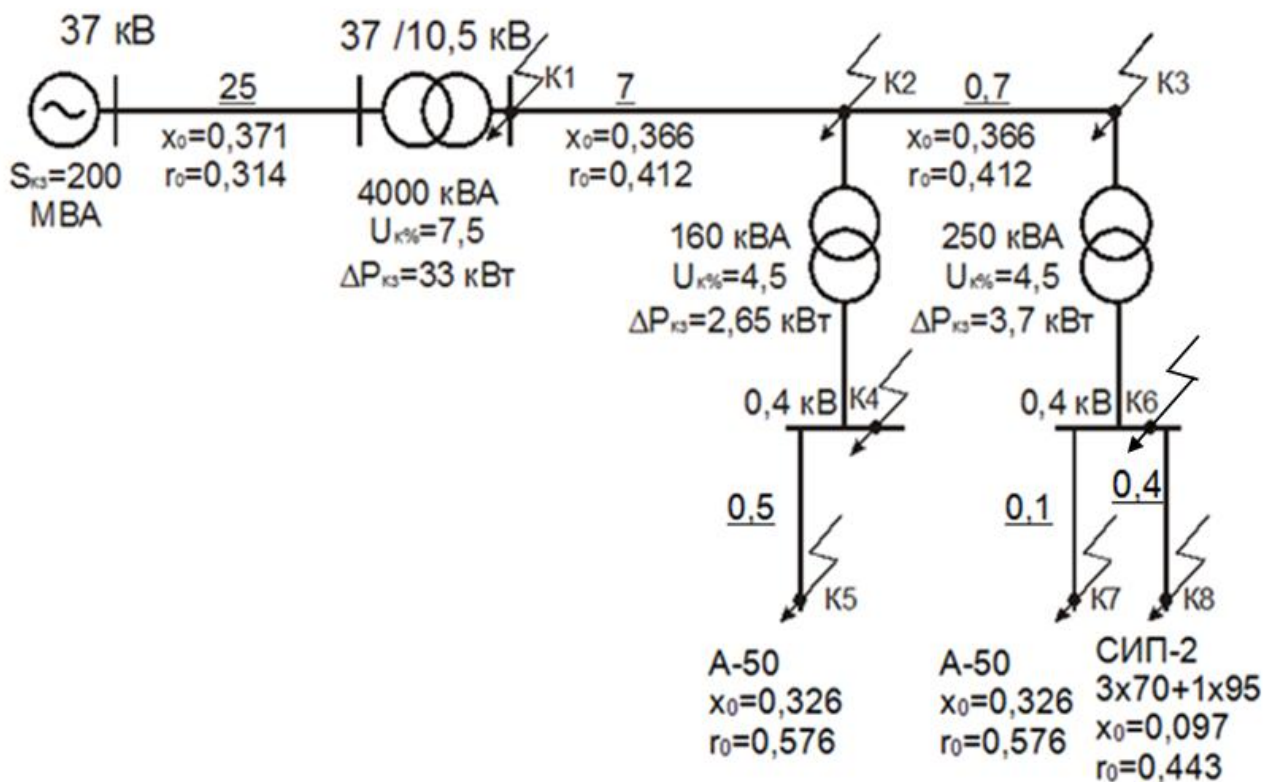 37 кВ
37 /10,5 кВ
К1
К2
К3
25
7
0,7
x₀=0,371
r₀=0,314
x₀=0,366
r₀=0,412
x₀=0,366
r₀=0,412
Sкз=200
МВА
4000 кВА
Uк%=7,5
ΔPкз=33 кВт
160 кВА
Uк%=4,5
ΔPкз=2,65 кВт
250 кВА
Uк%=4,5
ΔPкз=3,7 кВт
0,4 кВ
К4
0,4 кВ
К6
0,5
0,1
0,4
К5
К7
К8
А-50
x₀=0,326
r₀=0,576
А-50
x₀=0,326
r₀=0,576
СИП-2
3х70+1х95
x₀=0,097
r₀=0,443